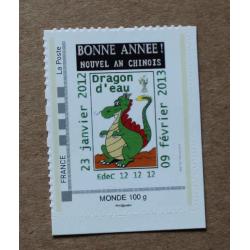 BONNE ANNEE!
NOUVEL AN CHINOIS
Dragon
d'eau
23 janvier 2012
09 février 2013
EdeC 12 12 12
La Poste
FRANCE
MONDE 100 g